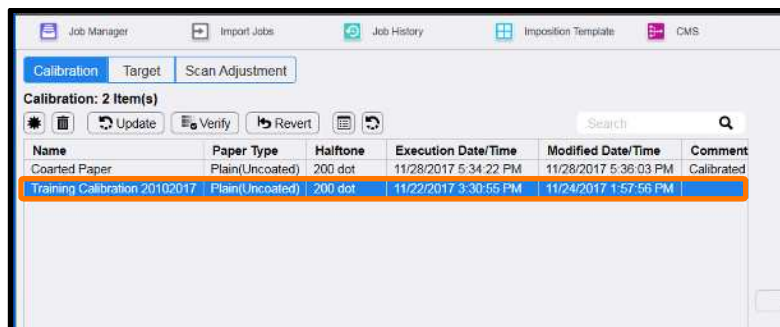 Job Manager Import Jobs Job History Imposition Template CMS
Calibration Target Scan Adjustment
Calibration: 2 Item(s)
Update Verify Revert Search
Name Paper Type Halftone Execution Date/Time Modified Date/Time Comment
Coarted Paper Plain(Uncoated) 200 dot 11/28/2017 5:34:22 PM 11/28/2017 5:36:03 PM Calibrated
Training Calibration 20102017 Plain(Uncoated) 200 dot 11/22/2017 3:30:55 PM 11/24/2017 1:57:56 PM